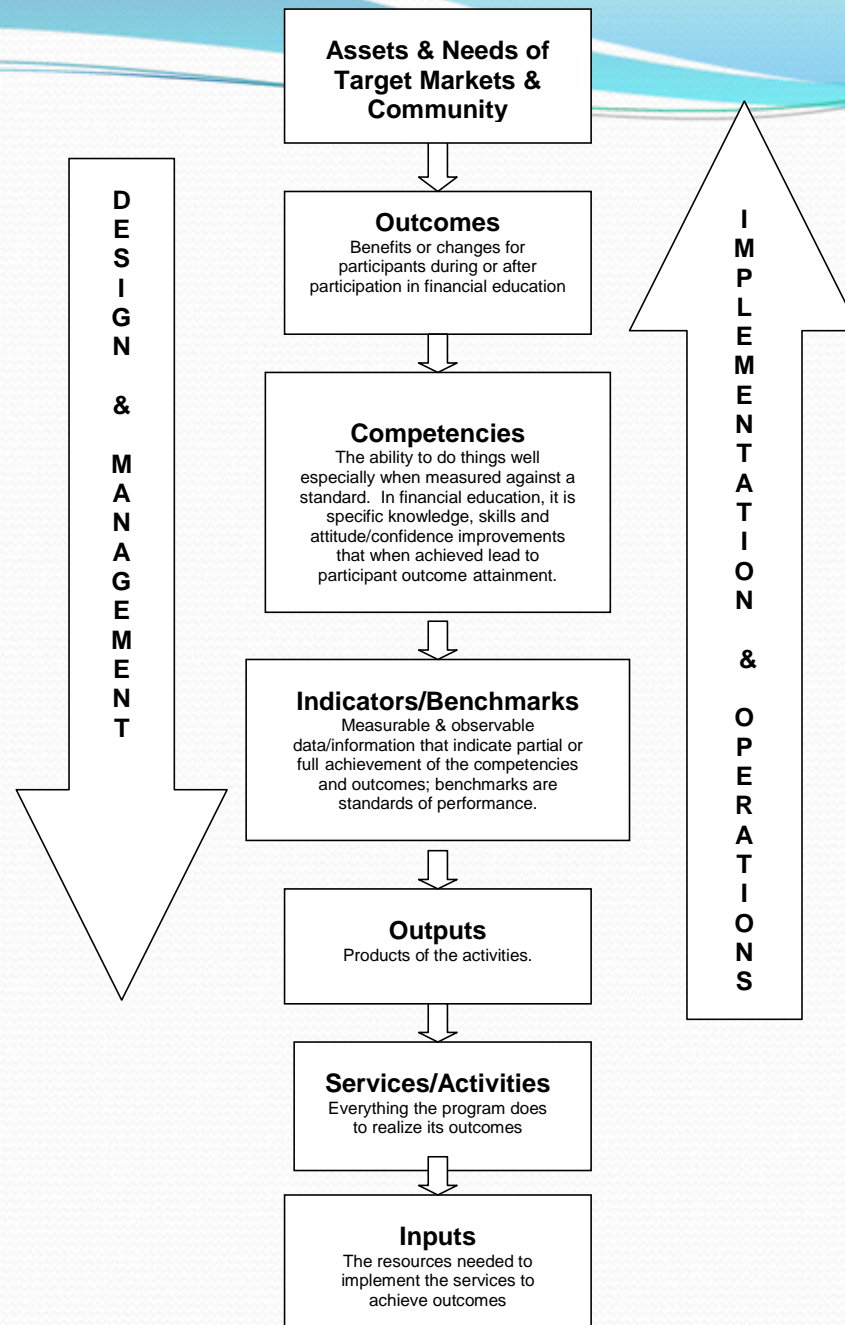 Assets & Needs of
Target Markets &
Community
DESIGN & MANAGEMENT
Outcomes
Benefits or changes for
participants during or after
participation in financial education
Competencies
The ability to do things well
especially when measured against a
standard. In financial education, it is
specific knowledge, skills and
attitude/confidence improvements
that when achieved lead to
participant outcome attainment.
Indicators/Benchmarks
Measurable & observable
data/information that indicate partial or
full achievement of the competencies
and outcomes; benchmarks are
standards of performance.
Outputs
Products of the activities.
Services/Activities
Everything the program does
to realize its outcomes
Inputs
The resources needed to
implement the services to
achieve outcomes
IMPLEMENTATION & OPERATIONS